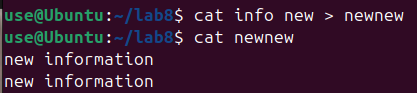 use@Ubuntu:~/lab8$ cat info new > newnew
use@Ubuntu:~/lab8$ cat newnew
new information
new information